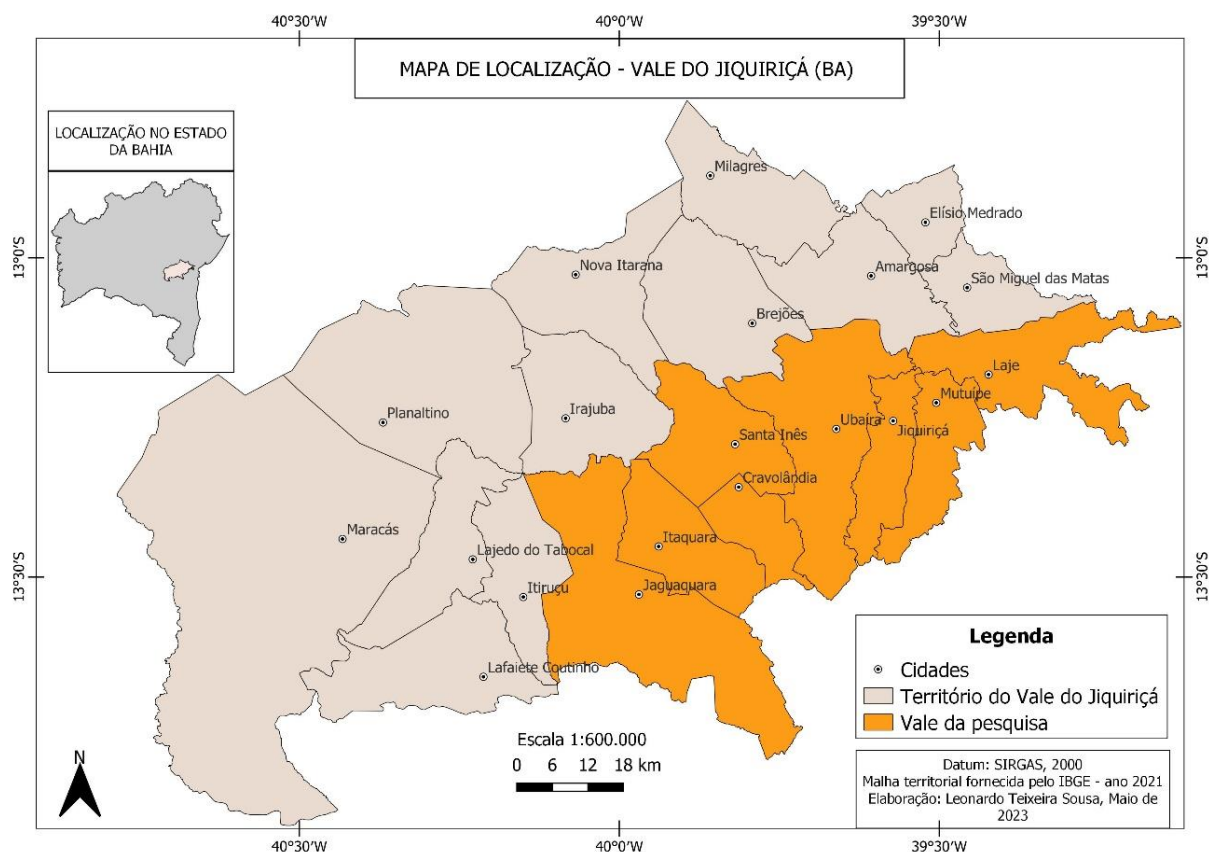 40°30'W
40°0'W
39°30'W
MAPA DE LOCALIZAÇÃO - VALE DO JIQUIRIÇÁ (BA)
LOCALIZAÇÃO NO ESTADO
DA BAHIA
13°0'S
13°0'S
Milagres
Elísio Medrado
Nova Itarana
Amargosa
São Miguel das Matas
Brejões
Laje
Mutuípe
Planaltino
Irajuba
Ubaíra
Jiquiriçá
Santa Inês
Cravolândia
Maracás
Itaquara
Lajedo do Tabocal
Itiruçu
Jaguaquara
Lafaiete Coutinho
13°30'S
13°30'S
Legenda
Cidades
Território do Vale do Jiquiriçá
Vale da pesquisa
N
Escala 1:600.000
0 6 12 18 km
Datum: SIRGAS, 2000
Malha territorial fornecida pelo IBGE - ano 2021
Elaboração: Leonardo Teixeira Sousa, Maio de
2023
40°30'W
40°0'W
39°30'W